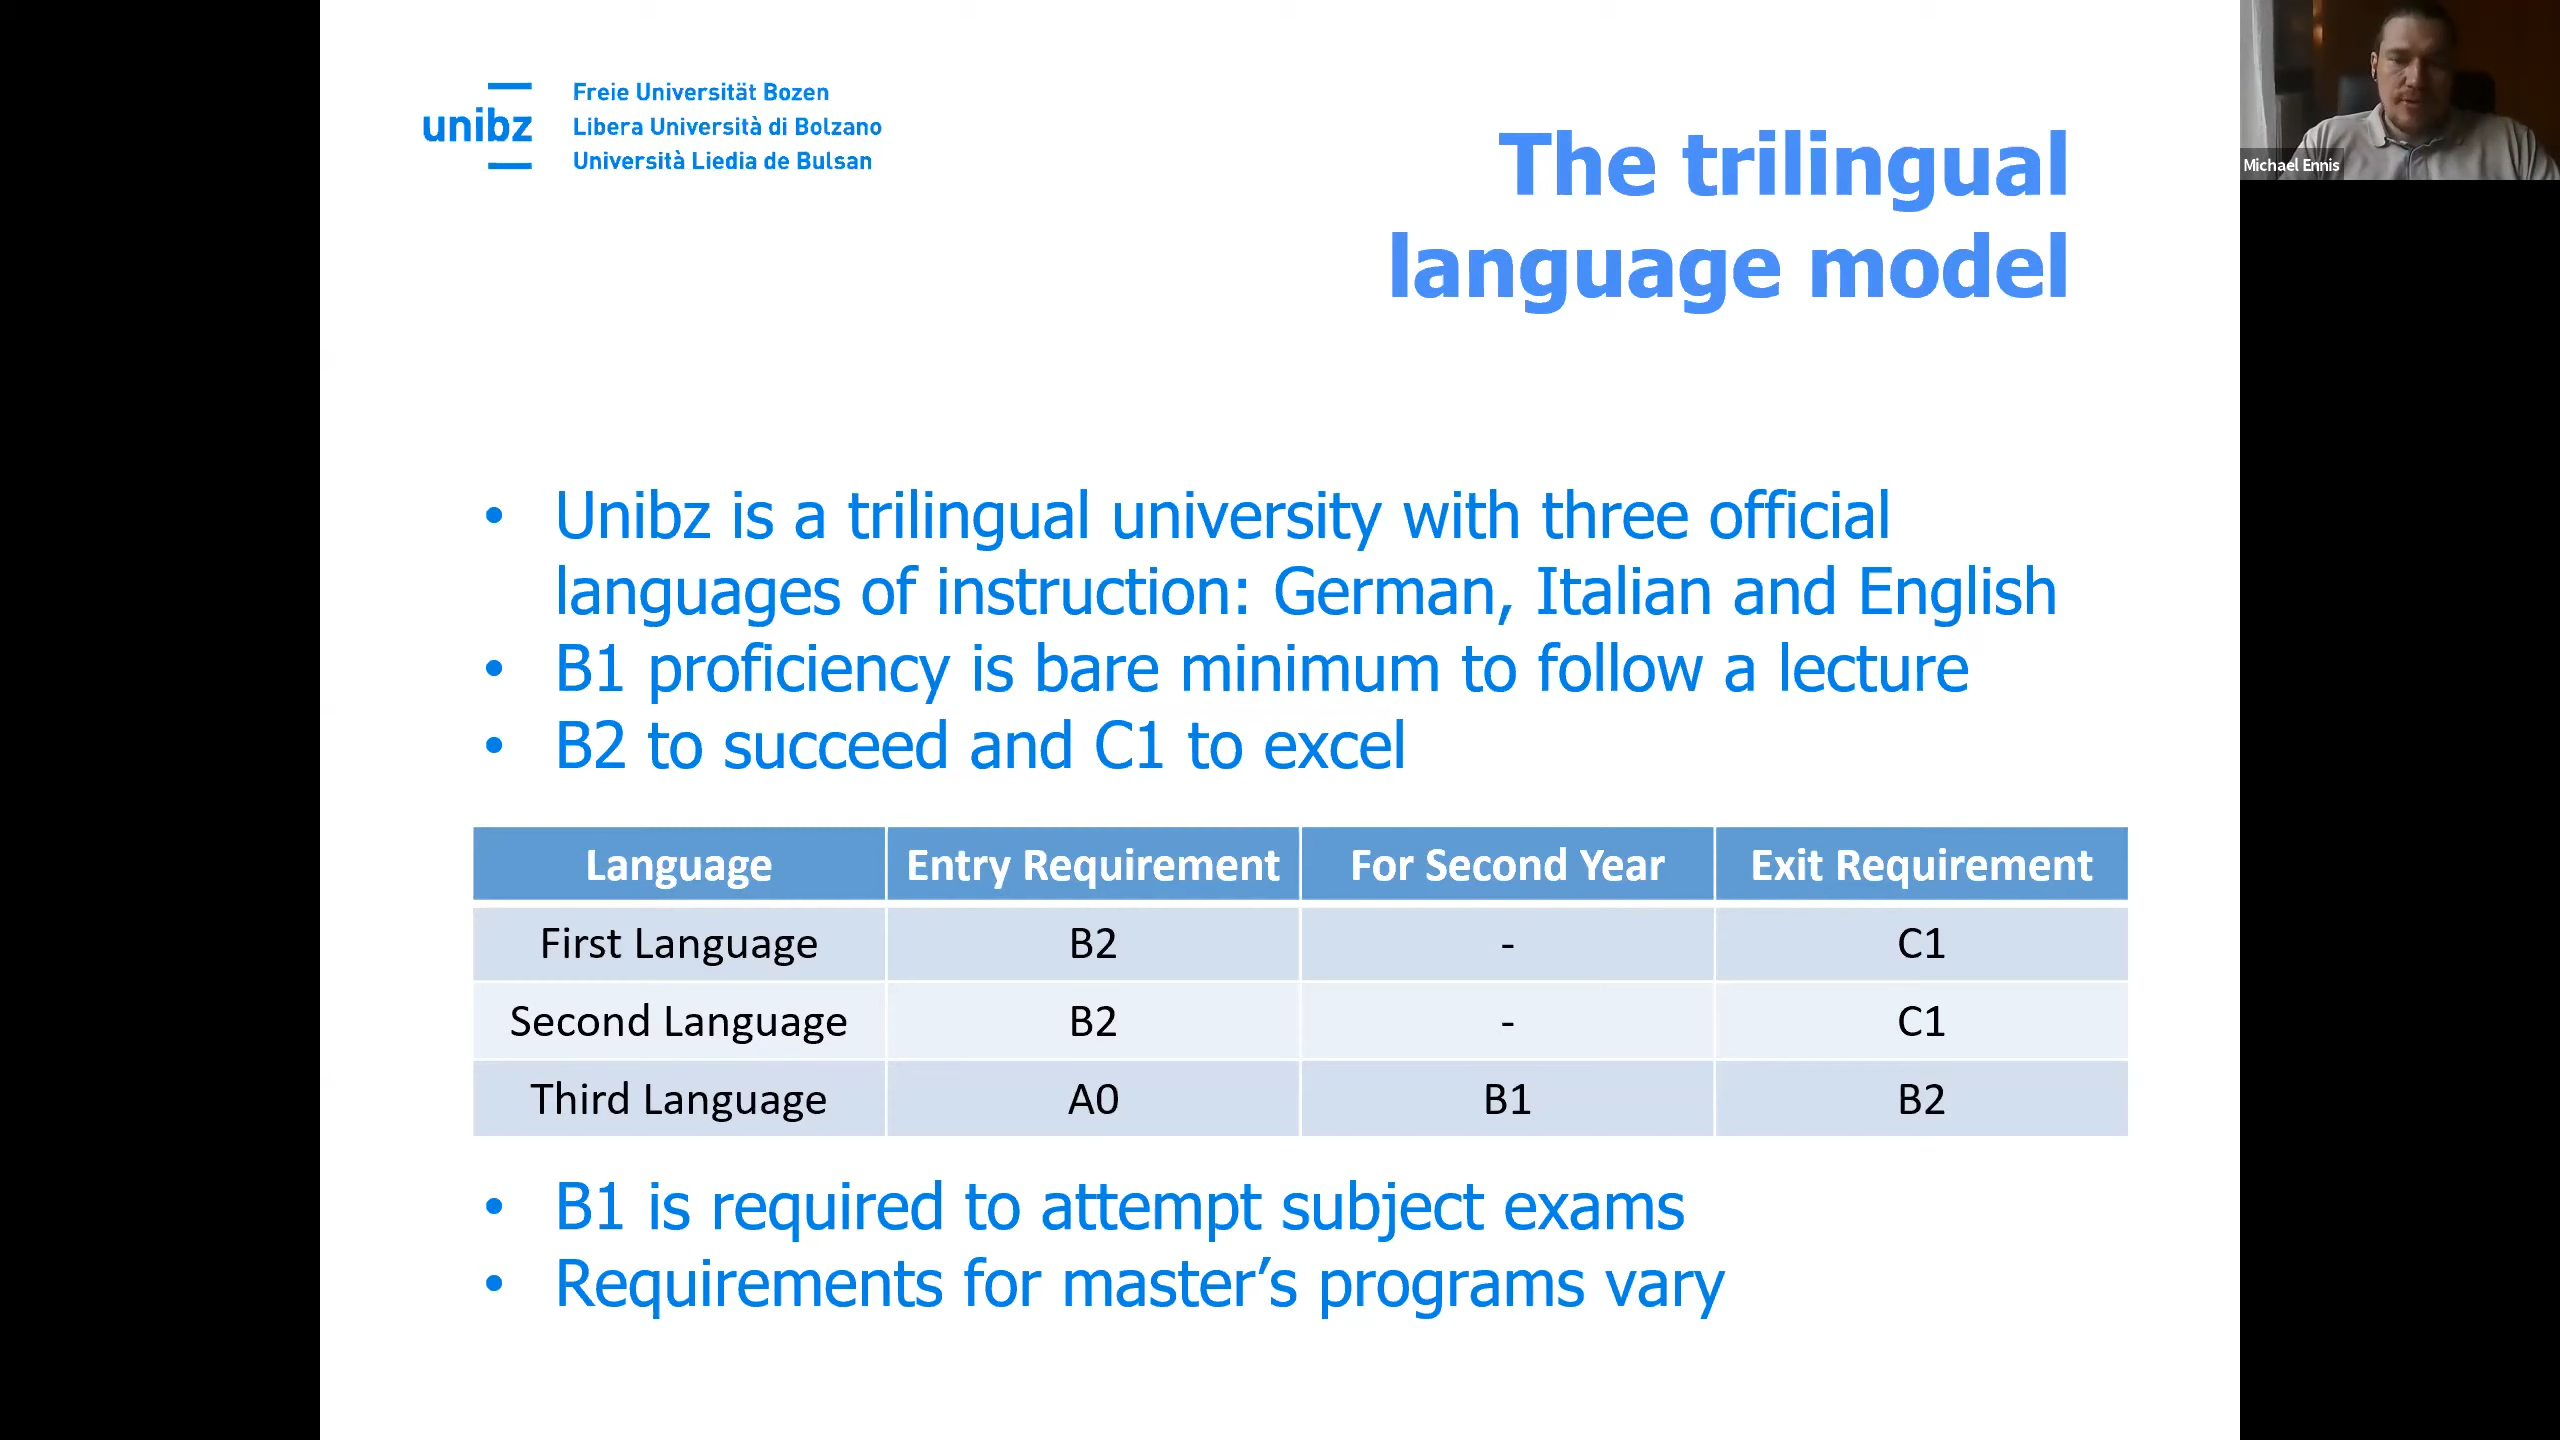 unibz
Freie Universität Bozen
Libera Università di Bolzano
Università Liedia de Bulsan
Michael Ennis
The trilingual
language model
• Unibz is a trilingual university with three official
languages of instruction: German, Italian and English
• B1 proficiency is bare minimum to follow a lecture
• B2 to succeed and C1 to excel
Language Entry Requirement For Second Year Exit Requirement
First Language B2 - C1
Second Language B2 - C1
Third Language A0 B1 B2
• B1 is required to attempt subject exams
• Requirements for master’s programs vary